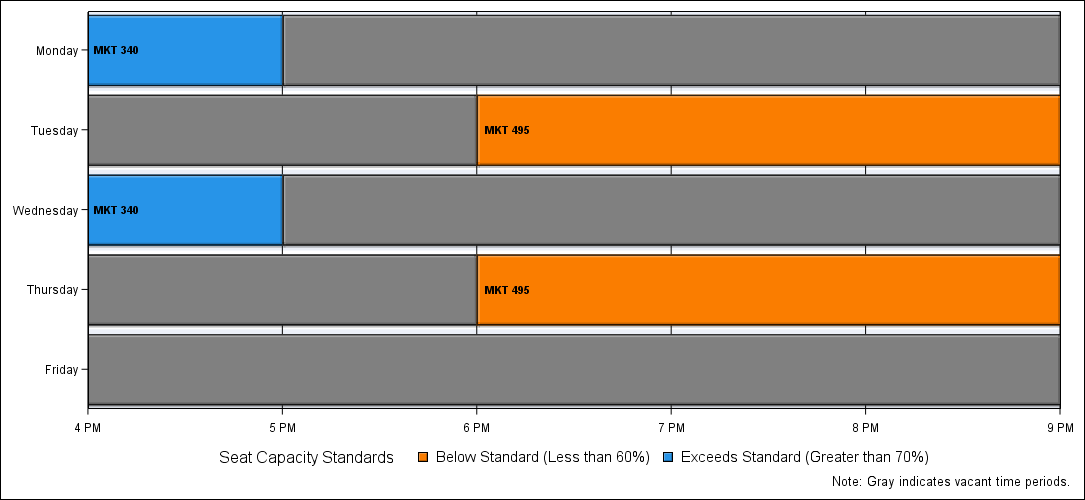 Monday
MKT 340
Tuesday
MKT 495
Wednesday
MKT 340
Thursday
MKT 495
Friday
4 PM 5 PM 6 PM 7 PM 8 PM 9 PM
Seat Capacity Standards Below Standard (Less than 60%) Exceeds Standard (Greater than 70%)
Note: Gray indicates vacant time periods.